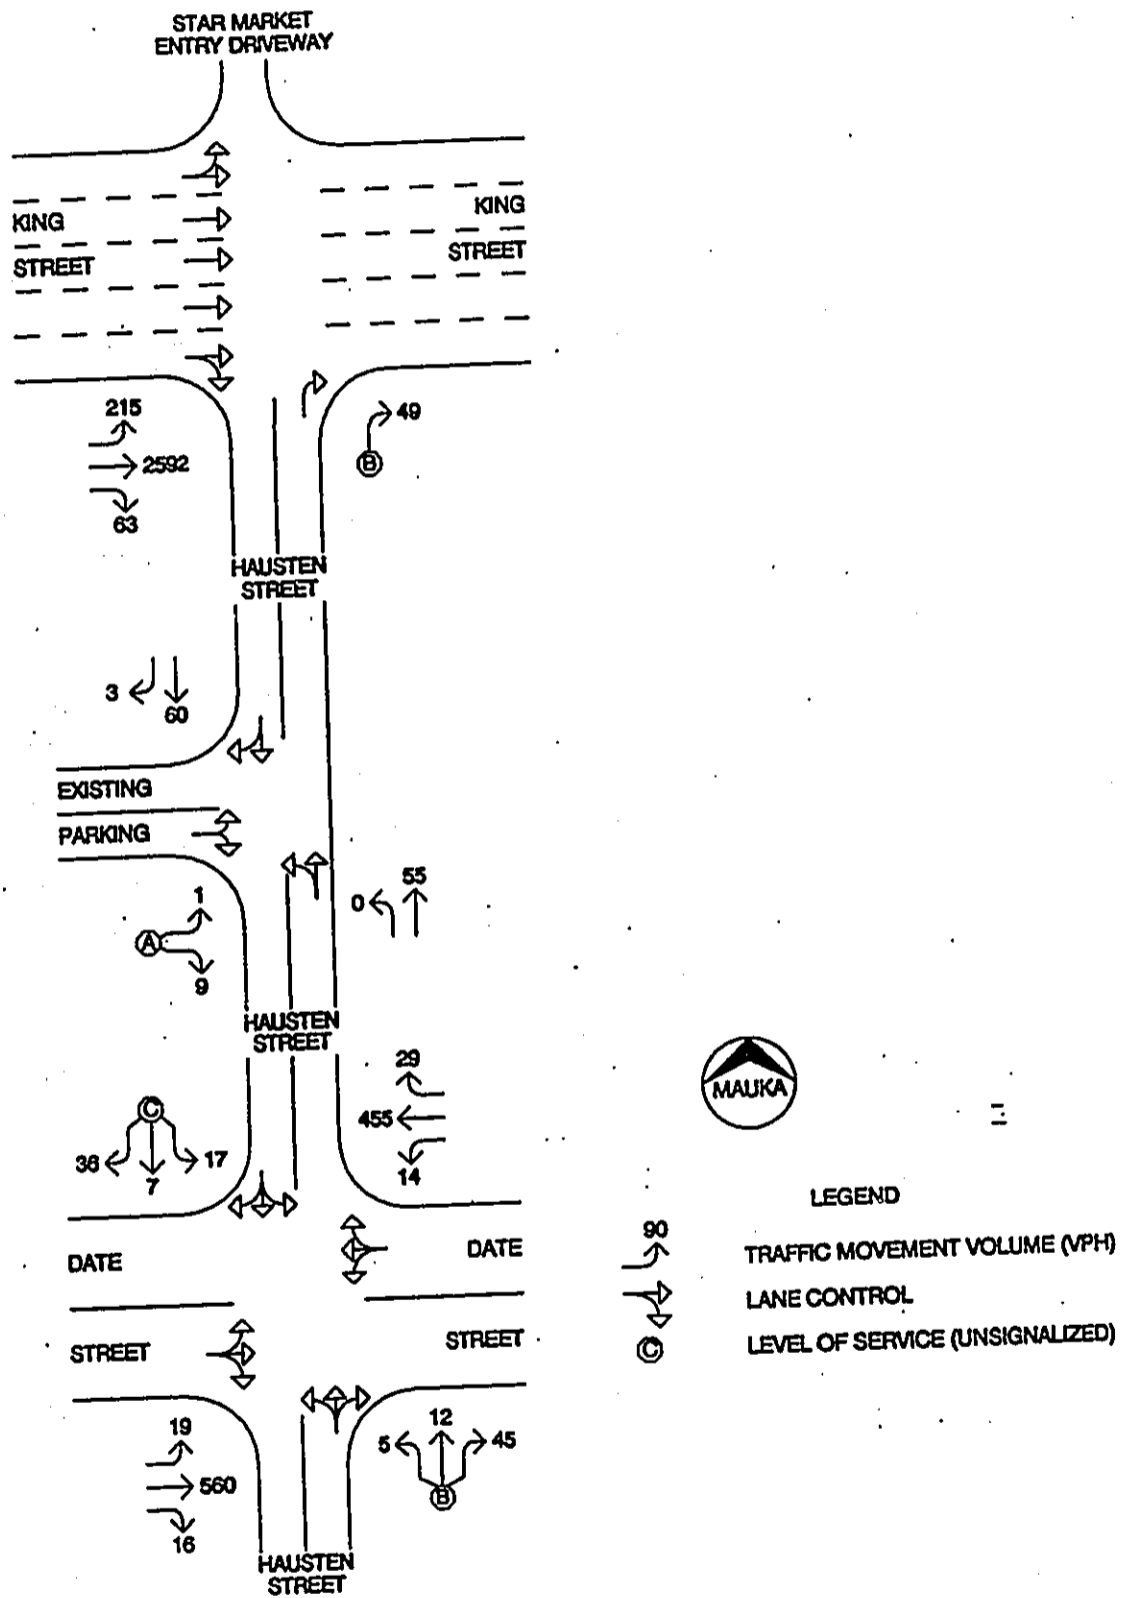 STAR MARKET
ENTRY DRIVEWAY
KING
STREET
KING
STREET
215
2592
63
49
B
HAUSTEN
STREET
3
60
EXISTING
PARKING
1
A
9
0
55
HAUSTEN
STREET
29
455
14
C
36
7
17
MAUKA
DATE
STREET
DATE
STREET
19
560
16
5
12
45
B
HAUSTEN
STREET
LEGEND
90
TRAFFIC MOVEMENT VOLUME (VPH)
LANE CONTROL
C
LEVEL OF SERVICE (UNSIGNALIZED)